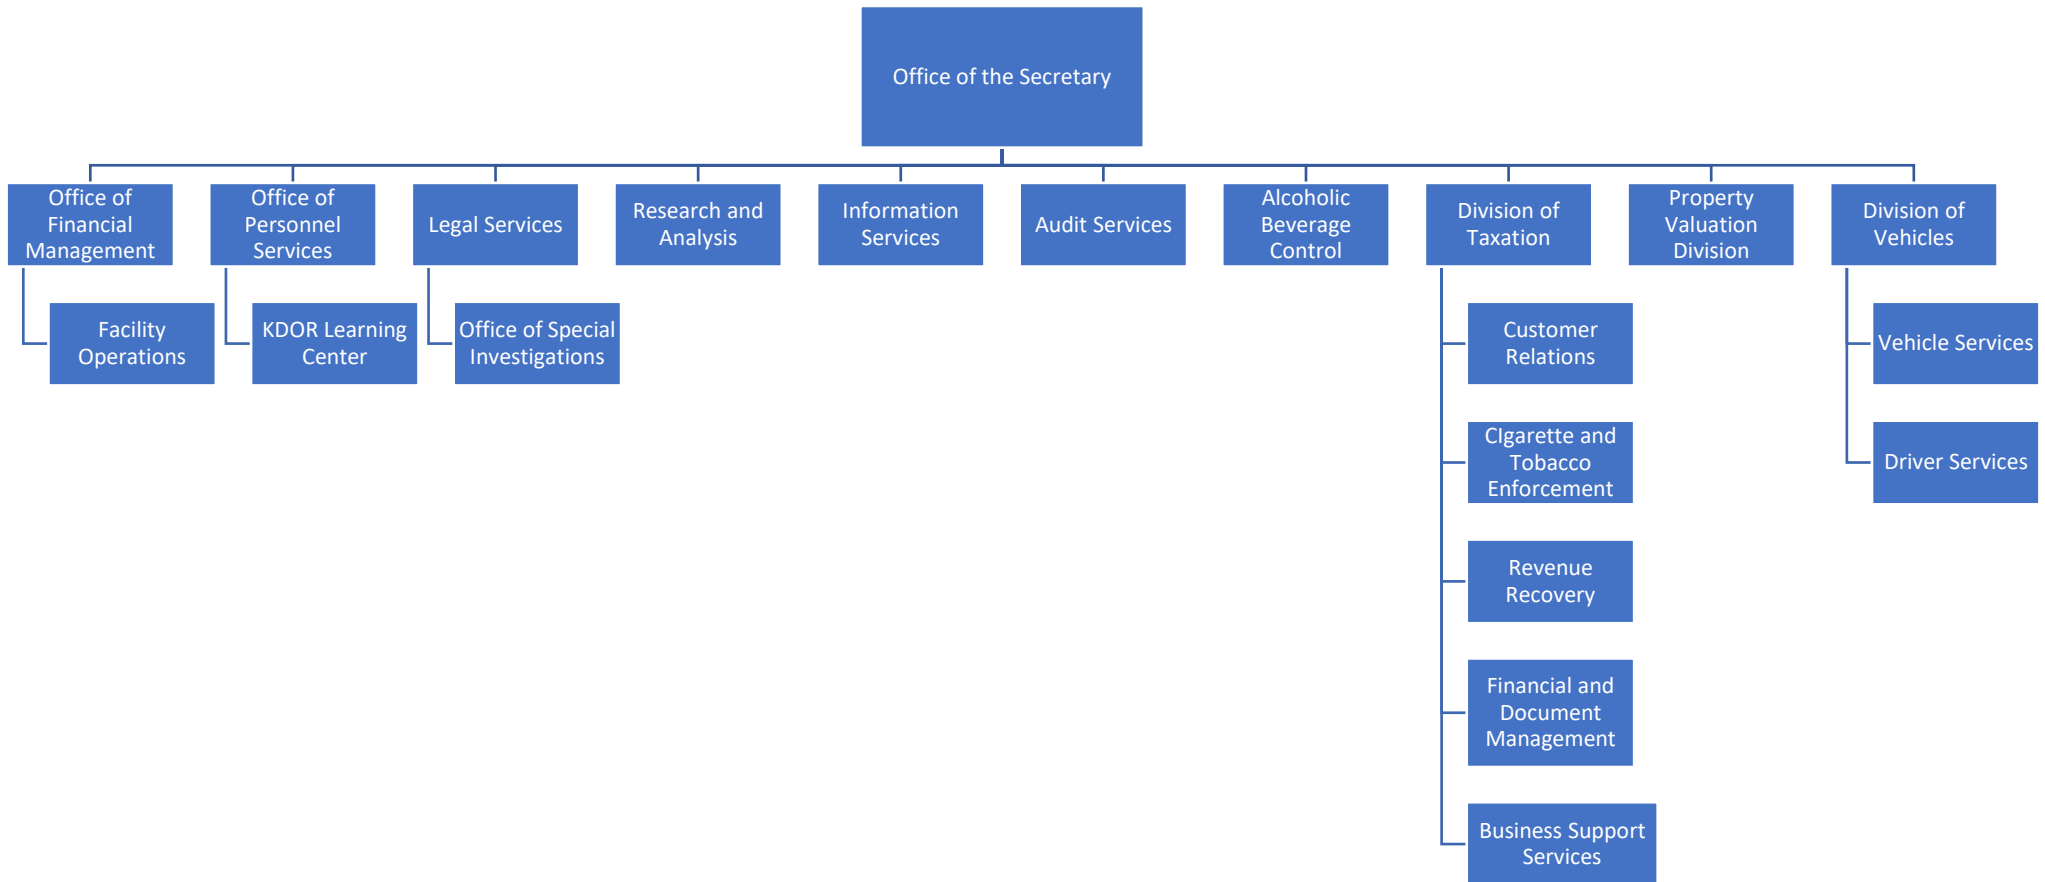 Office of the Secretary
Office of
Financial
Management
Office of
Personnel
Services
Legal Services
Research and
Analysis
Information
Services
Audit Services
Alcoholic
Beverage
Control
Division of
Taxation
Property
Valuation
Division
Division of
Vehicles
Facility
Operations
KDOR Learning
Center
Office of Special
Investigations
Customer
Relations
Vehicle Services
CIgarette and
Tobacco
Enforcement
Driver Services
Revenue
Recovery
Financial and
Document
Management
Business Support
Services